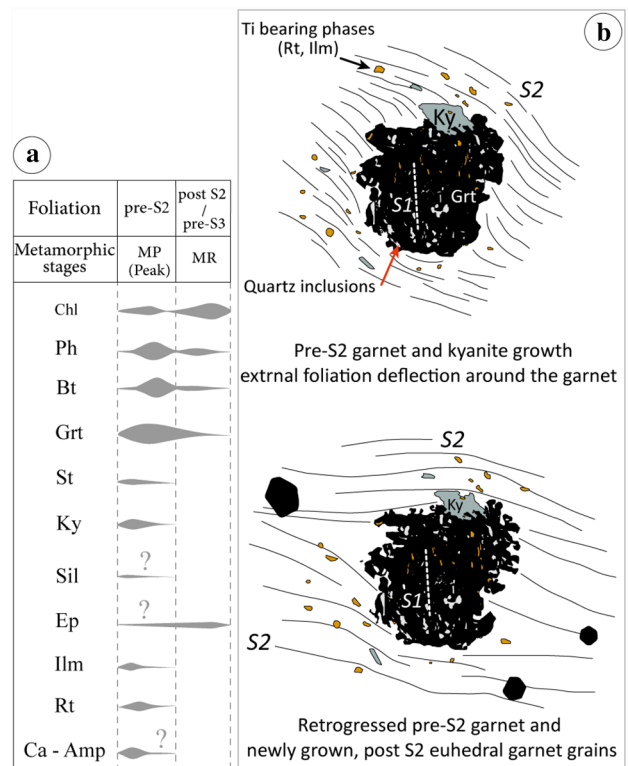 a
Foliation pre-S2 post S2 / pre-S3
Metamorphic stages MP (Peak) MR
Chl
Ph
Bt
Grt
St
Ky
Sil ?
Ep ?
Ilm
Rt
Ca - Amp ?
b
Ti bearing phases
(Rt, Ilm)
S2
Ky
S1
Grt
Quartz inclusions
Pre-S2 garnet and kyanite growth
extrnal foliation deflection around the garnet
S2
Ky
S1
S2
Retrogressed pre-S2 garnet and
newly grown, post S2 euhedral garnet grains